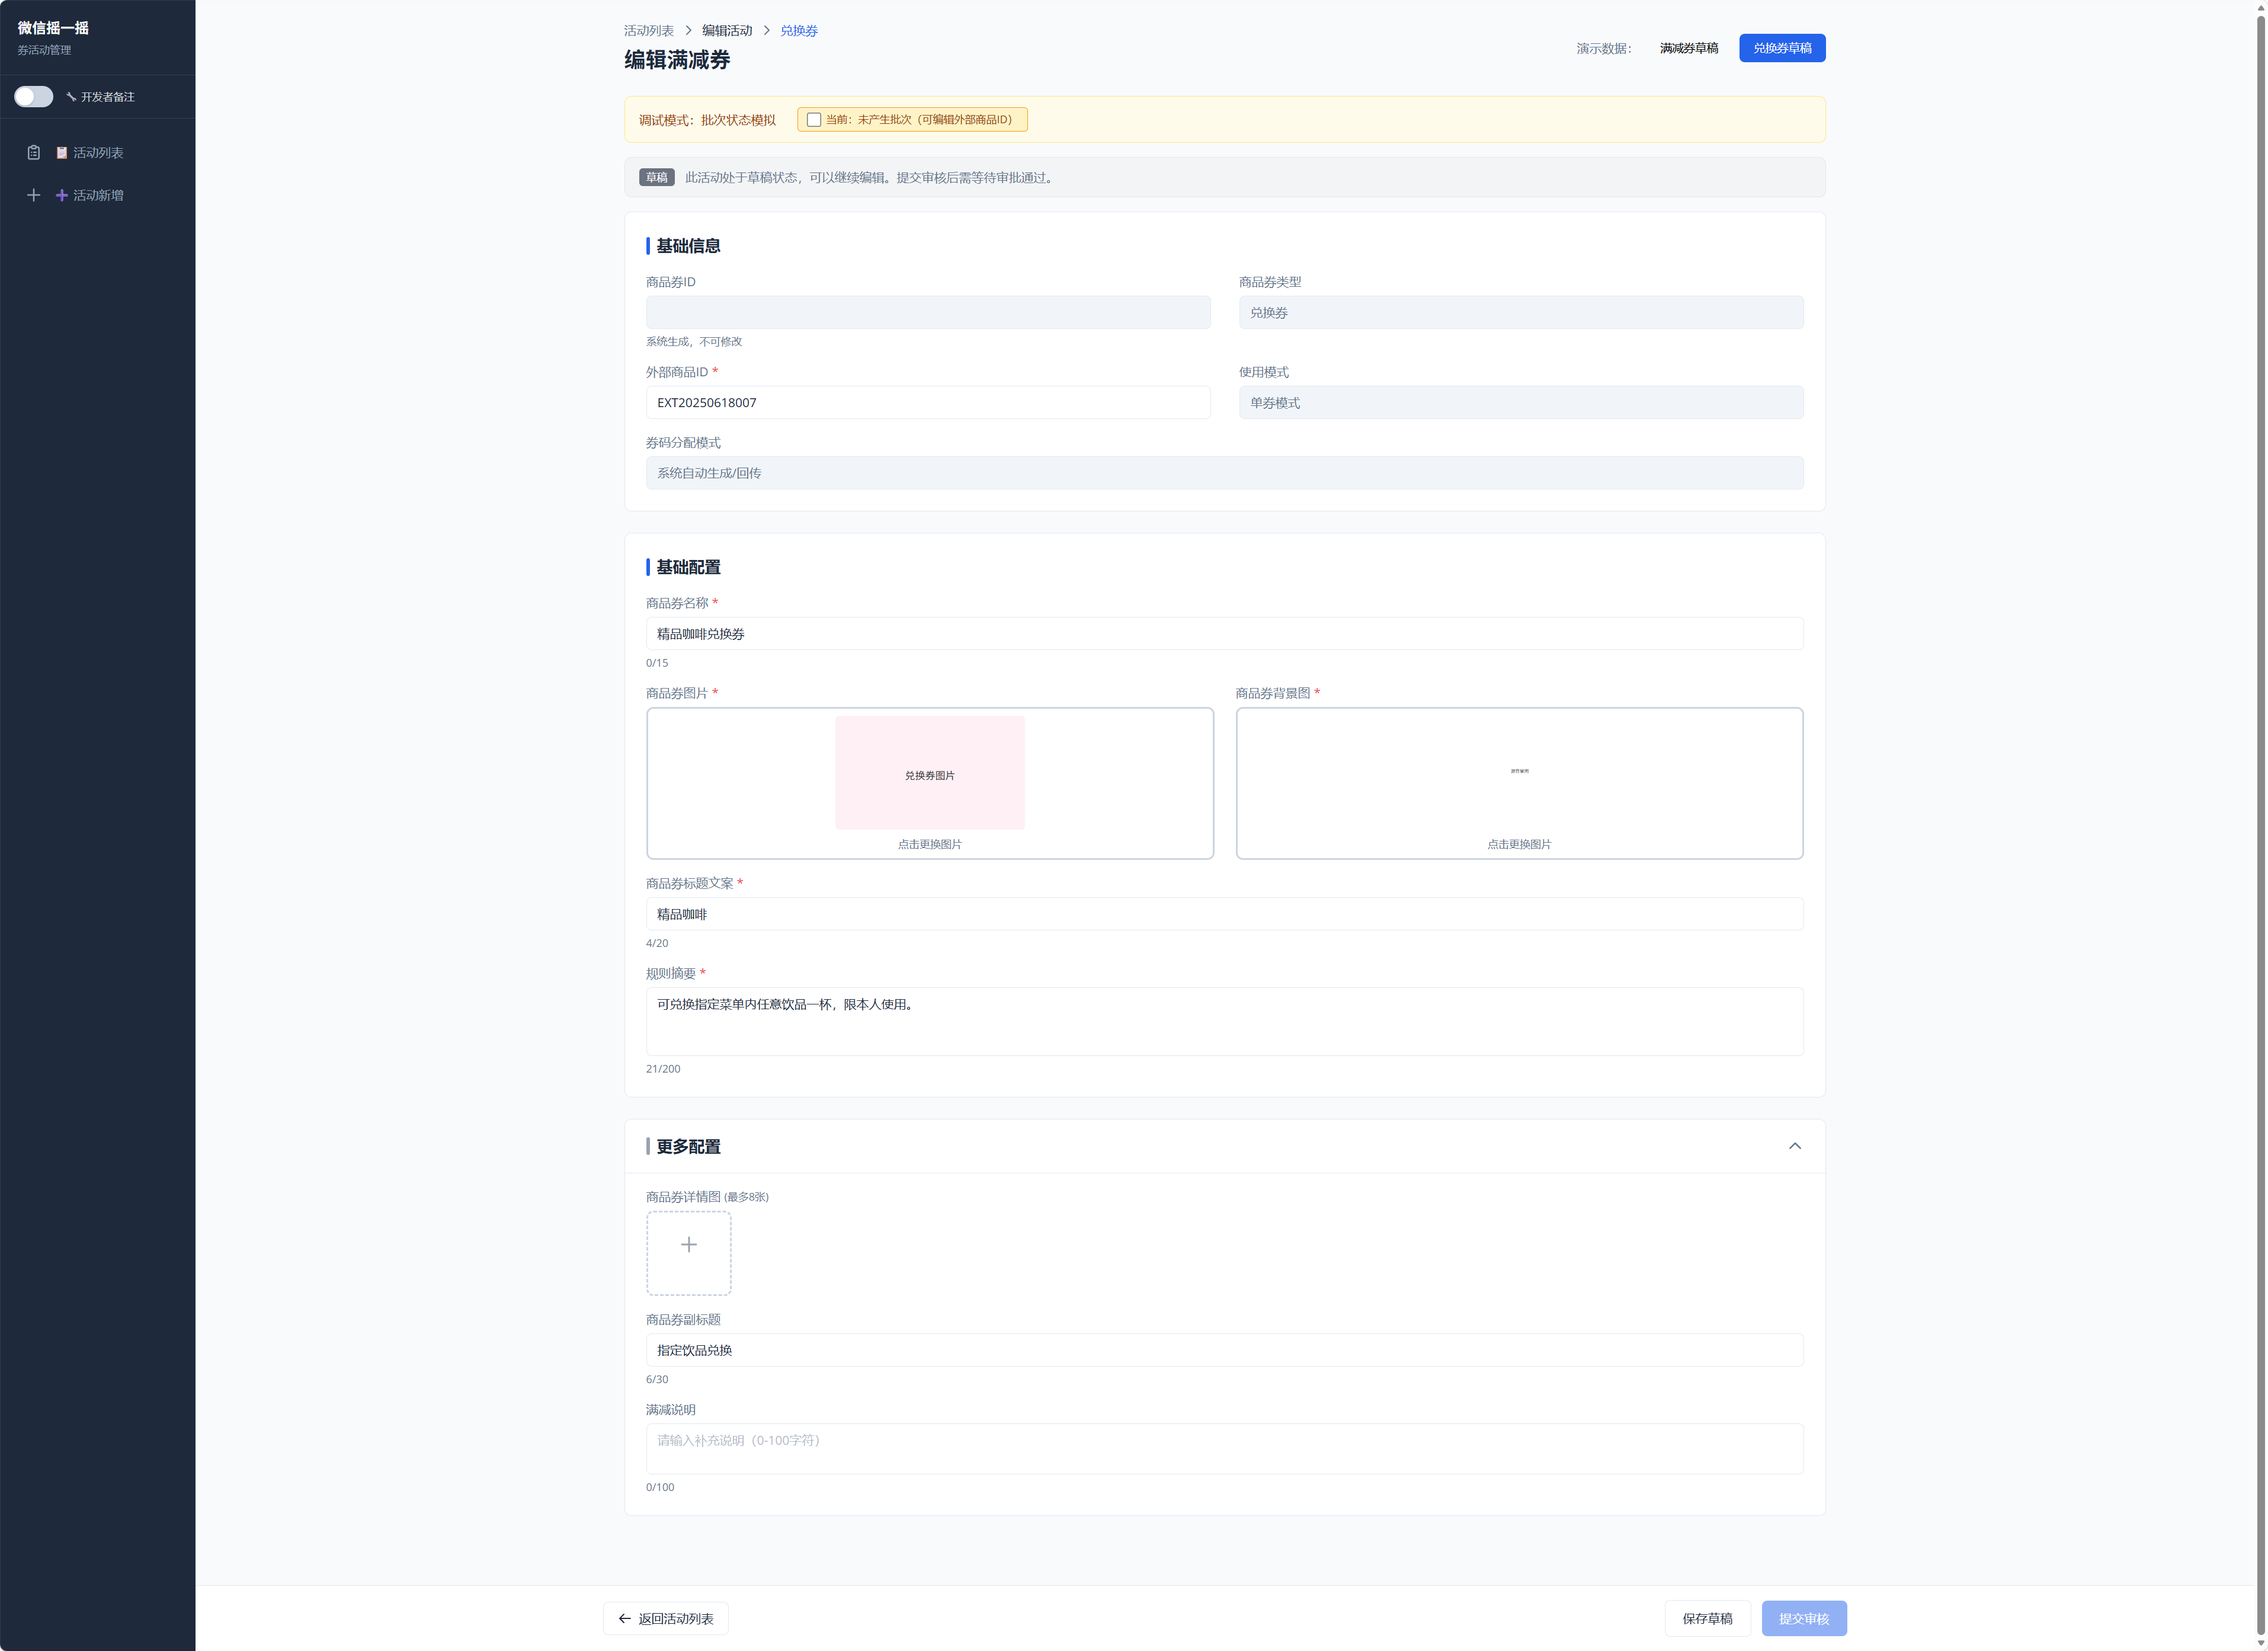 微信摇一摇
券活动管理
开发者备注
活动列表
活动新增
活动列表 > 编辑活动 > 兑换券
编辑满减券
演示数据：
满减券草稿
兑换券草稿
调试模式：批次状态模拟
当前：未产生批次（可编辑外部商品ID）
草稿
此活动处于草稿状态，可以继续编辑。提交审核后需等待审批通过。
基础信息
商品券ID
系统生成，不可修改
商品券类型
兑换券
外部商品ID *
EXT20250618007
使用模式
单券模式
券码分配模式
系统自动生成/回传
基础配置
商品券名称 *
精品咖啡兑换券
0/15
商品券图片 *
兑换券图片
点击更换图片
商品券背景图 *
点击更换图片
商品券标题文案 *
精品咖啡
4/20
规则摘要 *
可兑换指定菜单内任意饮品一杯，限本人使用。
21/200
更多配置
商品券详情图 (最多8张)
商品券副标题
指定饮品兑换
6/30
满减说明
请输入补充说明（0-100字符）
0/100
返回活动列表
保存草稿
提交审核